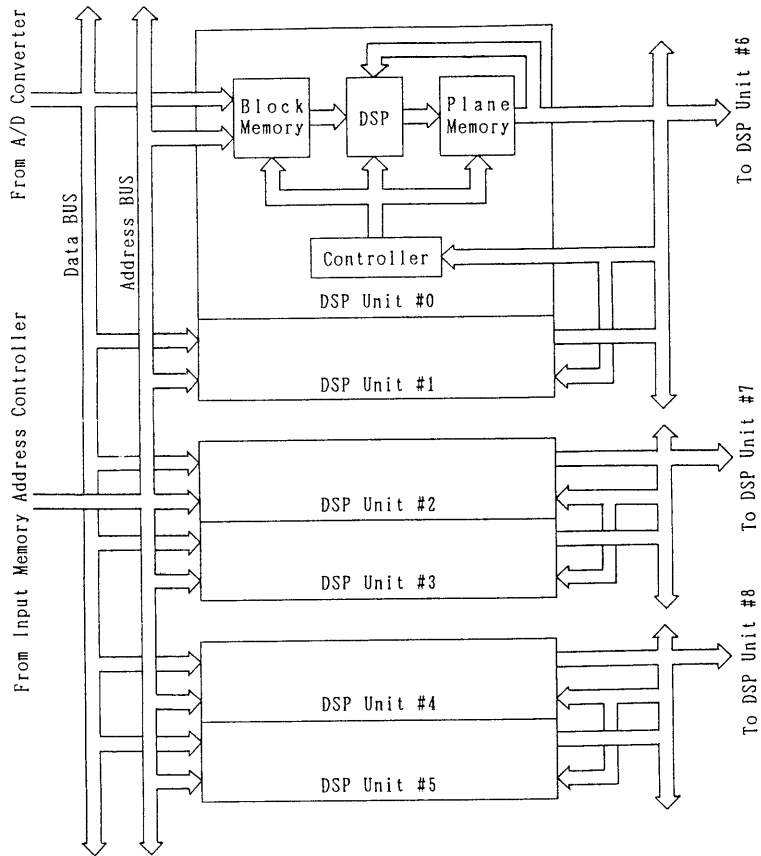 From A/D Converter
Data BUS
Address BUS
Block
Memory
DSP
Plane
Memory
To DSP Unit #6
Controller
DSP Unit #0
DSP Unit #1
From Input Memory Address Controller
DSP Unit #2
To DSP Unit #7
DSP Unit #3
DSP Unit #4
To DSP Unit #8
DSP Unit #5